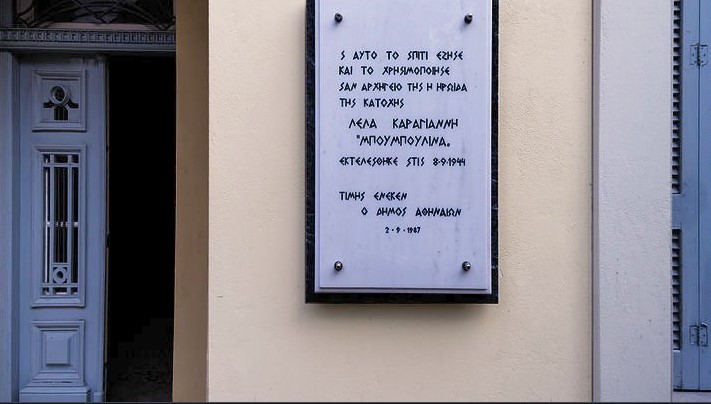 Σ ΑΥΤΟ ΤΟ ΣΠΙΤΙ ΕΖΗΣΕ
ΚΑΙ ΤΟ ΧΡΗΣΙΜΟΠΟΙΗΣΕ
ΣΑΝ ΑΡΧΗΓΕΙΟ ΤΗΣ Η ΗΡΩΙΔΑ
ΤΗΣ ΚΑΤΟΧΗΣ
ΛΕΛΑ ΚΑΡΑΓΙΑΝΝΗ
"ΜΠΟΥΜΠΟΥΛΙΝΑ„
ΕΚΤΕΛΕΣΘΗΚΕ ΣΤΙΣ 8·9·1944
ΤΙΜΗΣ ΕΝΕΚΕΝ
Ο ΔΗΜΟΣ ΑΘΗΝΑΙΩΝ
2 · 9 · 1987